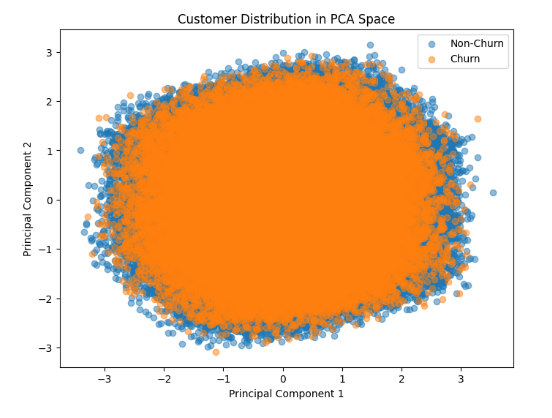 Customer Distribution in PCA Space
Non-Churn
Churn
Principal Component 2
3
2
1
0
−1
−2
−3
−3
−2
−1
0
1
2
3
Principal Component 1